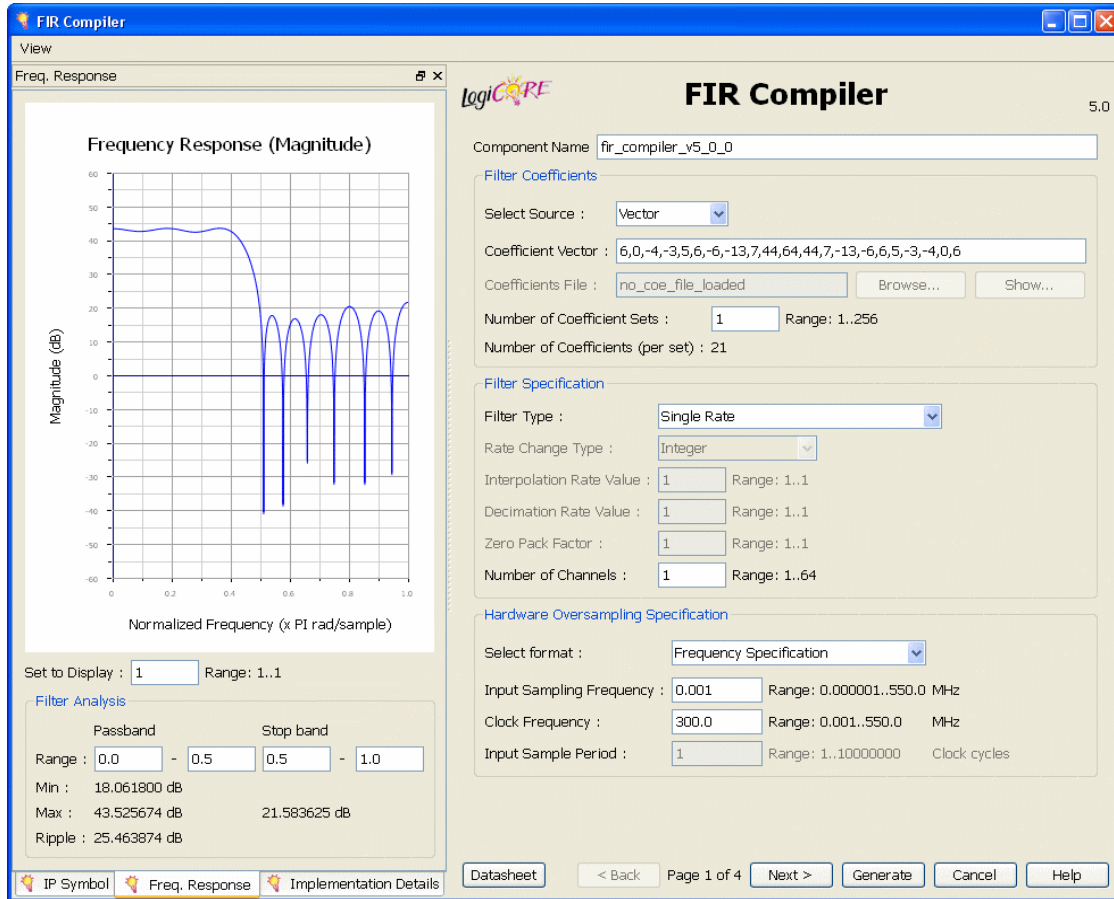 FIR Compiler
View
Freq. Response
Frequency Response (Magnitude)
60
50
40
30
20
10
0
-10
-20
-30
-40
-50
-60
Magnitude (dB)
0 0.2 0.4 0.6 0.8 1.0
Normalized Frequency (x PI rad/sample)
Set to Display : 1 Range: 1..1
Filter Analysis
Passband Stop band
Range : 0.0 - 0.5 0.5 - 1.0
Min : 18.061800 dB
Max : 43.525674 dB 21.583625 dB
Ripple : 25.463874 dB
IP Symbol Freq. Response Implementation Details
LogiCORE
FIR Compiler
5.0
Component Name fir_compiler_v5_0_0
Filter Coefficients
Select Source : Vector
Coefficient Vector : 6,0,-4,-3,5,6,-6,-13,7,44,64,44,7,-13,-6,6,5,-3,-4,0,6
Coefficients File : no_coe_file_loaded Browse... Show...
Number of Coefficient Sets : 1 Range: 1..256
Number of Coefficients (per set) : 21
Filter Specification
Filter Type : Single Rate
Rate Change Type : Integer
Interpolation Rate Value : 1 Range: 1..1
Decimation Rate Value : 1 Range: 1..1
Zero Pack Factor : 1 Range: 1..1
Number of Channels : 1 Range: 1..64
Hardware Oversampling Specification
Select format : Frequency Specification
Input Sampling Frequency : 0.001 Range: 0.000001..550.0 MHz
Clock Frequency : 300.0 Range: 0.001..550.0 MHz
Input Sample Period : 1 Range: 1..10000000 Clock cycles
Datasheet < Back Page 1 of 4 Next > Generate Cancel Help